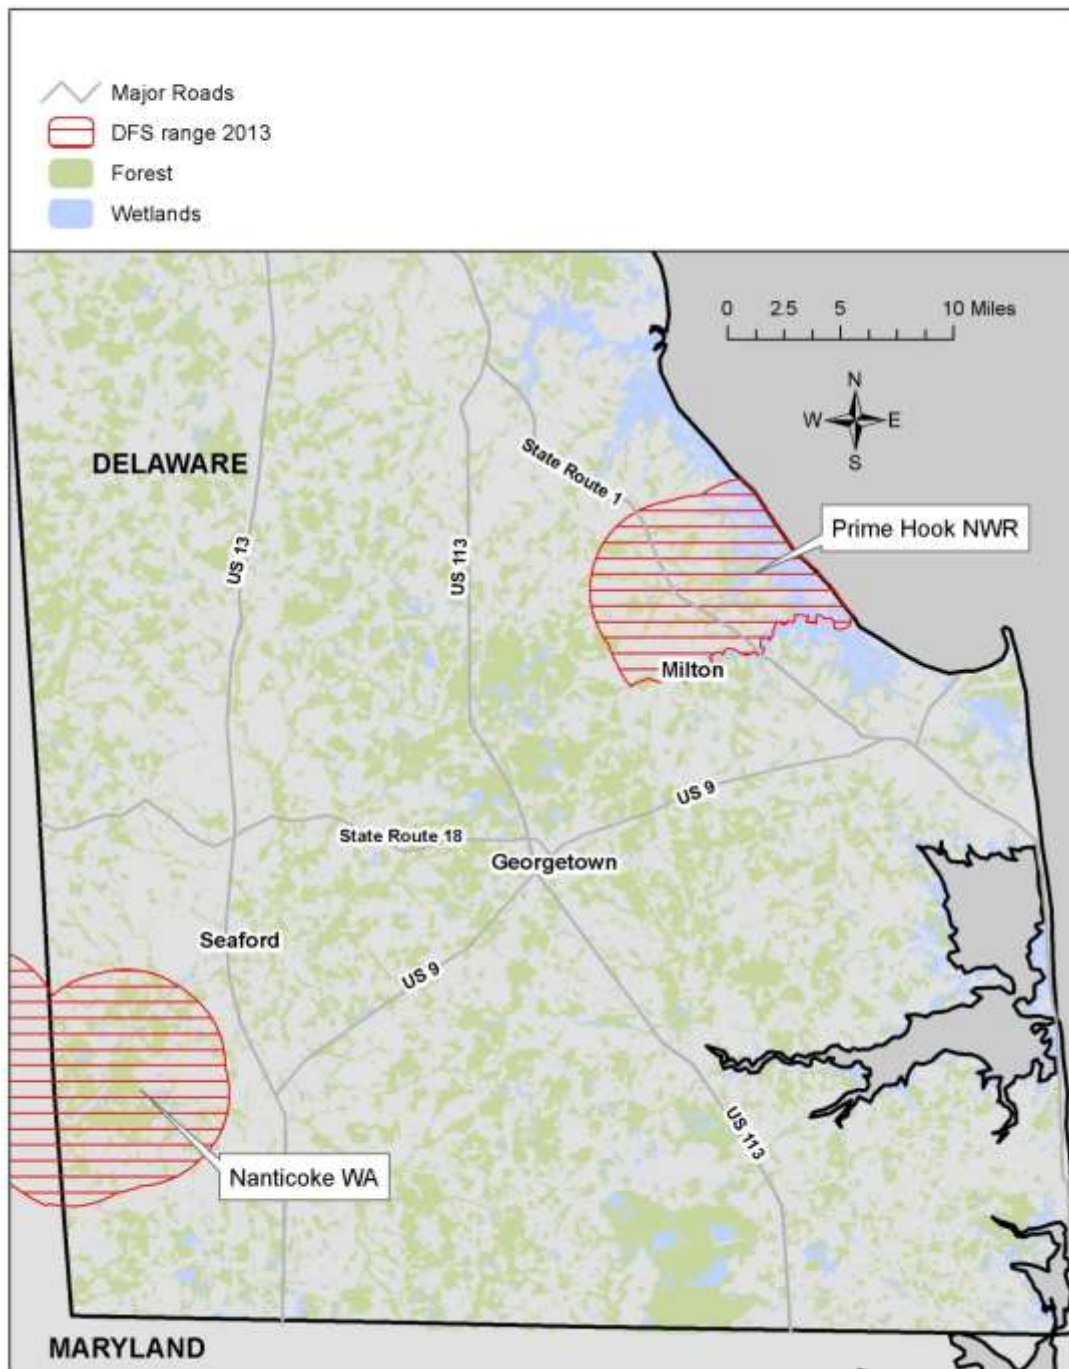 Major Roads
DFS range 2013
Forest
Wetlands
0 2.5 5 10 Miles
N
W E
S
DELAWARE
State Route 1
Prime Hook NWR
US 13
US 113
Milton
US 9
State Route 18
Georgetown
Seaford
US 9
US 113
Nanticoke WA
MARYLAND